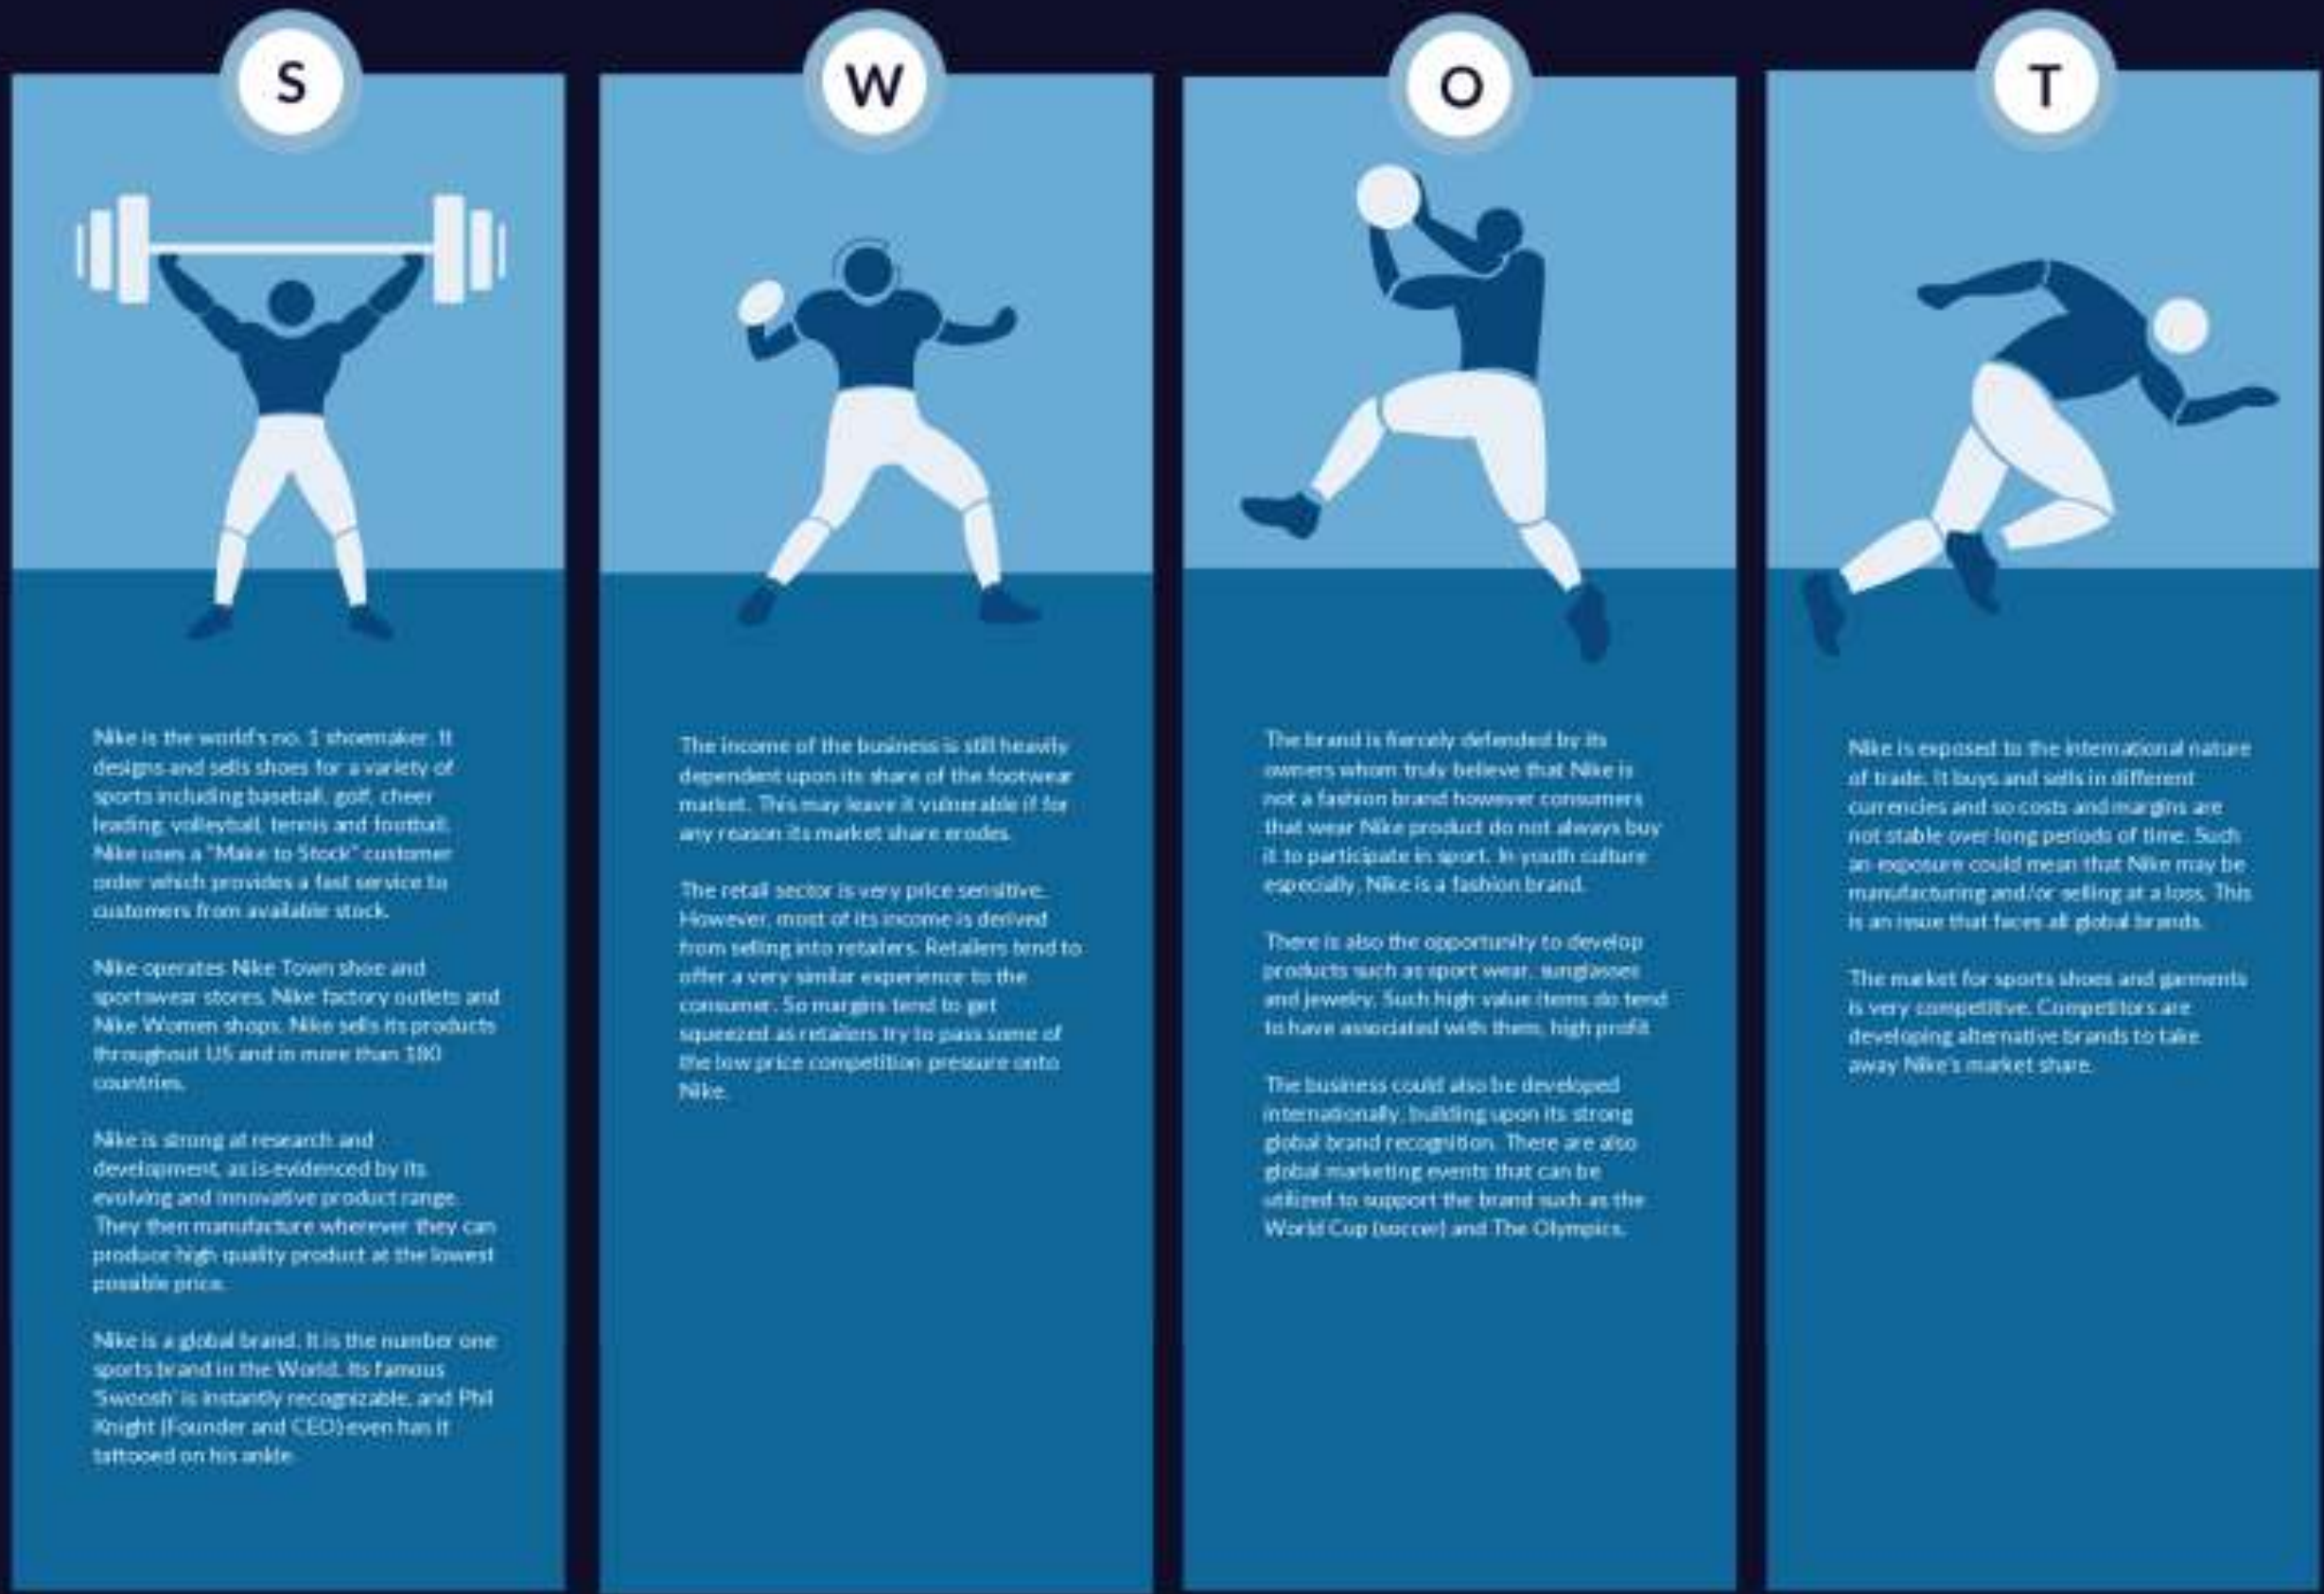 S
Nike is the world's no. 1 shoemaker. It
designs and sells shoes for a variety of
sports including baseball, golf, cheer
leading, volleyball, tennis and football.
Nike uses a "Make to Stock" customer
order which provides a fast service to
customers from available stock.
Nike operates Nike Town shoe and
sportswear stores, Nike factory outlets and
Nike Women shops. Nike sells its products
throughout US and in more than 180
countries.
Nike is strong at research and
development, as is evidenced by its
evolving and innovative product range.
They then manufacture wherever they can
produce high quality product at the lowest
possible price.
Nike is a global brand. It is the number one
sports brand in the World. Its famous
'Swoosh' is instantly recognizable, and Phil
Knight (Founder and CEO) even has it
tattooed on his ankle.
W
The income of the business is still heavily
dependent upon its share of the footwear
market. This may leave it vulnerable if for
any reason its market share erodes.
The retail sector is very price sensitive.
However, most of its income is derived
from selling into retailers. Retailers tend to
offer a very similar experience to the
consumer. So margins tend to get
squeezed as retailers try to pass some of
the low price competition pressure onto
Nike.
O
The brand is fiercely defended by its
owners whom truly believe that Nike is
not a fashion brand however consumers
that wear Nike product do not always buy
it to participate in sport. In youth culture
especially, Nike is a fashion brand.
There is also the opportunity to develop
products such as sport wear, sunglasses
and jewelry. Such high value items do tend
to have associated with them, high profit
The business could also be developed
internationally, building upon its strong
global brand recognition. There are also
global marketing events that can be
utilized to support the brand such as the
World Cup (soccer) and The Olympics.
T
Nike is exposed to the international nature
of trade. It buys and sells in different
currencies and so costs and margins are
not stable over long periods of time. Such
an exposure could mean that Nike may be
manufacturing and/or selling at a loss. This
is an issue that faces all global brands.
The market for sports shoes and garments
is very competitive. Competitors are
developing alternative brands to take
away Nike's market share.